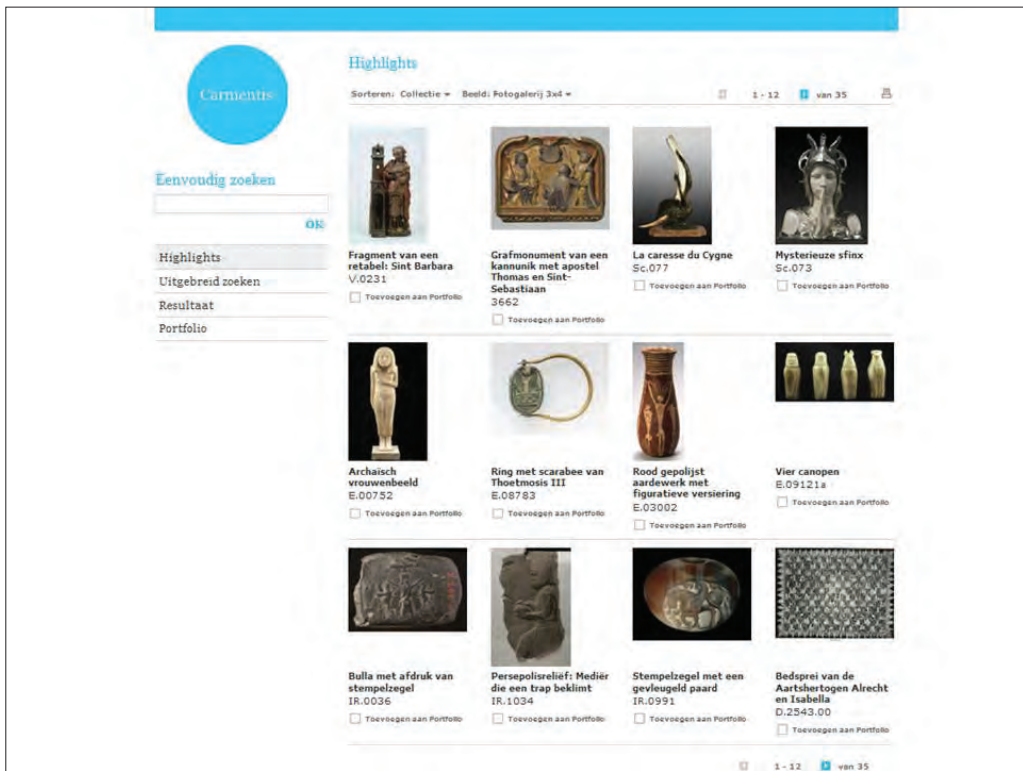 Carmentis
Eenvoudig zoeken
OK
Highlights
Uitgebreid zoeken
Resultaat
Portfolio
Highlights
Sorteren: Collectie
Beeld: Fotogalerij 3x4
1 - 12
van 35
Fragment van een
retabel: Sint Barbara
V.0231
Toevoegen aan Portfolio
Grafmonument van een
kannunik met apostel
Thomas en Sint-
Sebastiaan
3662
Toevoegen aan Portfolio
La caresse du Cygne
Sc.077
Toevoegen aan Portfolio
Mysterieuze sfinx
Sc.073
Toevoegen aan Portfolio
Archaïsch
vrouwenbeeld
E.00752
Toevoegen aan Portfolio
Ring met scarabee van
Thoetmosis III
E.08783
Toevoegen aan Portfolio
Rood gepolijst
aardewerk met
figuratieve versiering
E.03002
Toevoegen aan Portfolio
Vier canopen
E.09121a
Toevoegen aan Portfolio
Bulla met afdruk van
stempelzegel
IR.0036
Toevoegen aan Portfolio
Persepolisreliëf: Mediër
die een trap beklimt
IR.1034
Toevoegen aan Portfolio
Stempelzegel met een
gevleugeld paard
IR.0991
Toevoegen aan Portfolio
Bedsprei van de
Aartshertogen Alrecht
en Isabella
D.2543.00
Toevoegen aan Portfolio
1 - 12
van 35